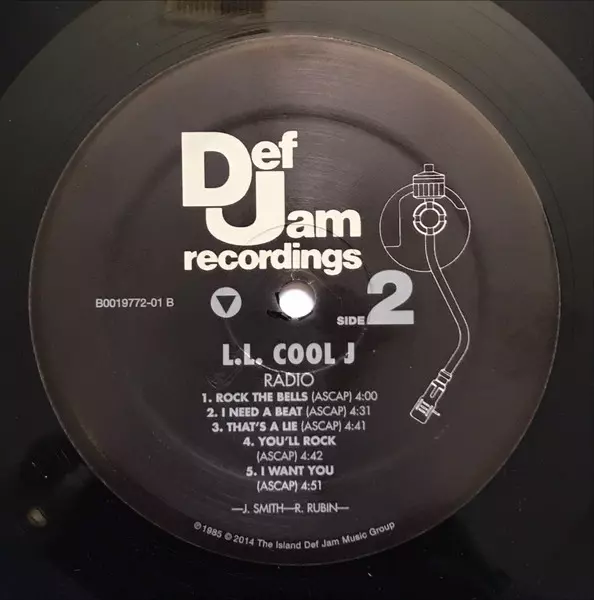 Def
Jam
recordings
B0019772-01 B
SIDE 2
L.L. COOL J
RADIO
1. ROCK THE BELLS (ASCAP) 4:00
2. I NEED A BEAT (ASCAP) 4:31
3. THAT'S A LIE (ASCAP) 4:41
4. YOU'LL ROCK
(ASCAP) 4:42
5. I WANT YOU
(ASCAP) 4:51
—J. SMITH—R. RUBIN—
℗1985 © 2014 The Island Def Jam Music Group